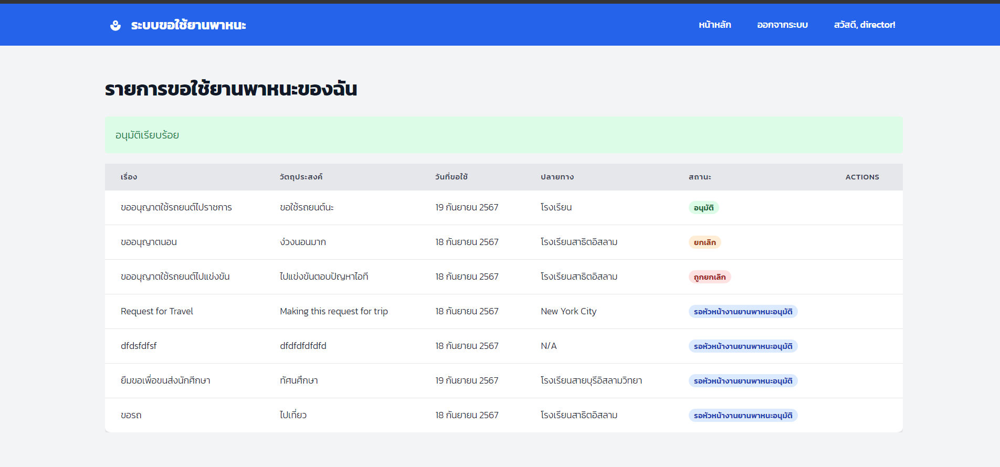 ระบบขอใช้ยานพาหนะ หน้าหลัก ออกจากระบบ สวัสดี, director!
รายการขอใช้ยานพาหนะของฉัน
อนุมัติเรียบร้อย
เรื่อง วัตถุประสงค์ วันที่ขอใช้ ปลายทาง สถานะ ACTIONS
ขออนุญาตใช้รถยนต์ไปราชการ ขอใช้รถยนต์นะ 19 กันยายน 2567 โรงเรียน อนุมัติ
ขออนุญาตนอน ง่วงนอนมาก 18 กันยายน 2567 โรงเรียนสาธิตอิสลาม ยกเลิก
ขออนุญาตใช้รถยนต์ไปแข่งขัน ไปแข่งขันตอบปัญหาไอที 18 กันยายน 2567 โรงเรียนสาธิตอิสลาม ถูกยกเลิก
Request for Travel Making this request for trip 18 กันยายน 2567 New York City รอหัวหน้างานยานพาหนะอนุมัติ
dfdsfdfsf dfdfdfdfdfd 18 กันยายน 2567 N/A รอหัวหน้างานยานพาหนะอนุมัติ
ยืมขอเพื่อขนส่งนักศึกษา ทัศนศึกษา 19 กันยายน 2567 โรงเรียนสายบุรีอิสลามวิทยา รอหัวหน้างานยานพาหนะอนุมัติ
ขอรถ ไปเที่ยว 18 กันยายน 2567 โรงเรียนสาธิตอิสลาม รอหัวหน้างานยานพาหนะอนุมัติ